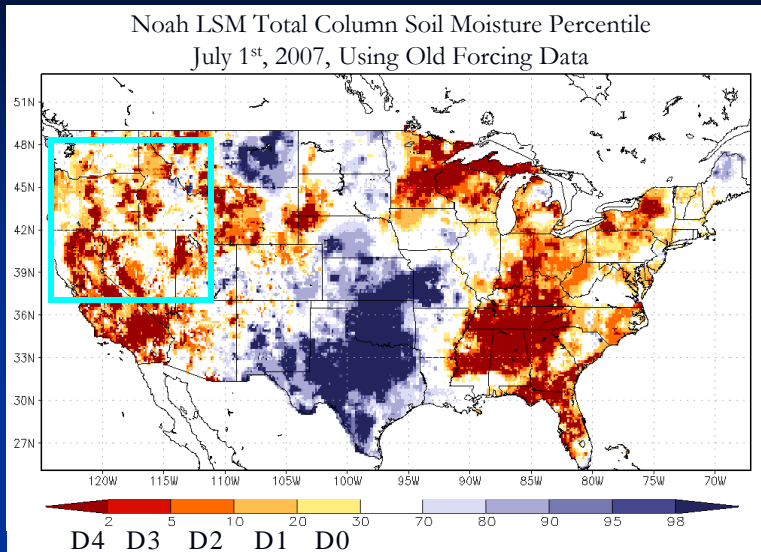 Noah LSM Total Column Soil Moisture Percentile
July 1st, 2007, Using Old Forcing Data
51N
48N
45N
42N
39N
36N
33N
30N
27N
120W 115W 110W 105W 100W 95W 90W 85W 80W 75W 70W
2 5 10 20 30 70 80 90 95 98
D4 D3 D2 D1 D0